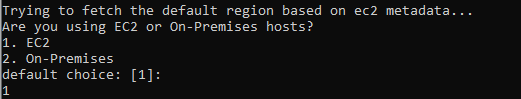 Trying to fetch the default region based on ec2 metadata...
Are you using EC2 or On-Premises hosts?
1. EC2
2. On-Premises
default choice: [1]:
1